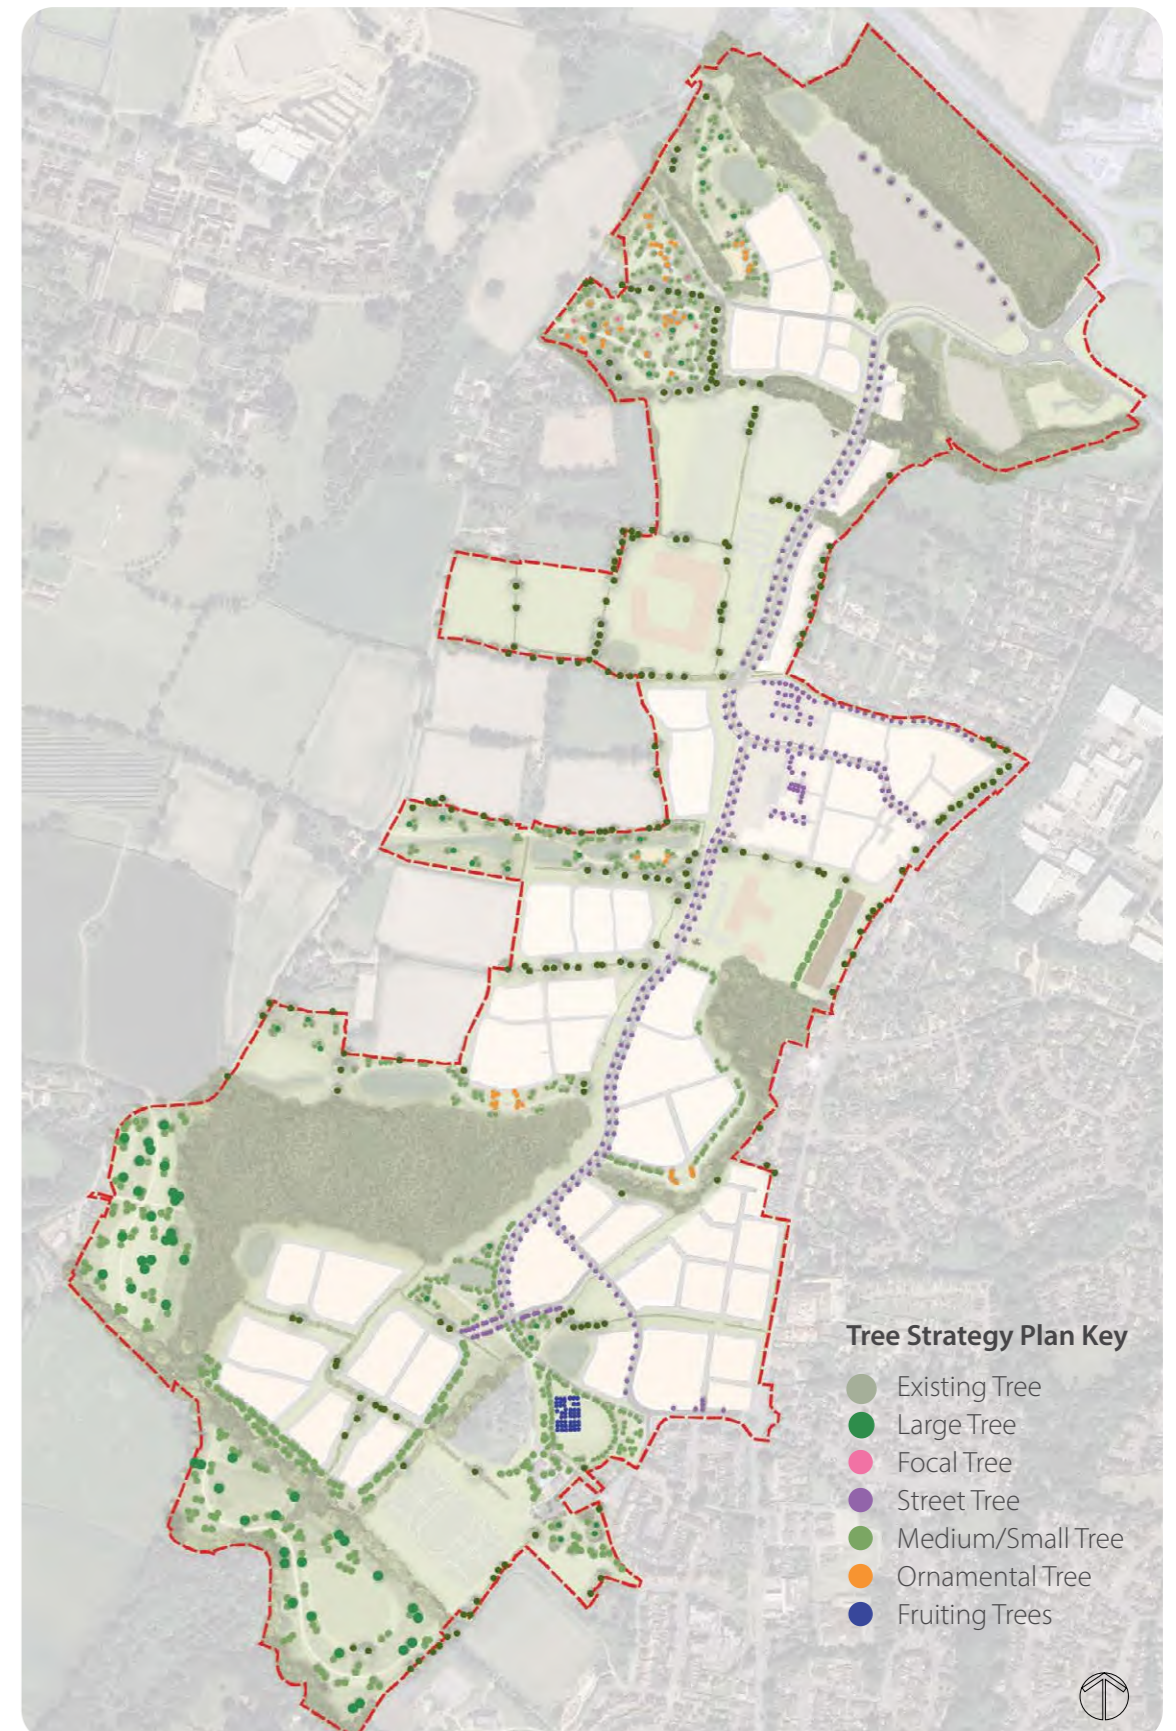 Tree Strategy Plan Key
Existing Tree
Large Tree
Focal Tree
Street Tree
Medium/Small Tree
Ornamental Tree
Fruiting Trees